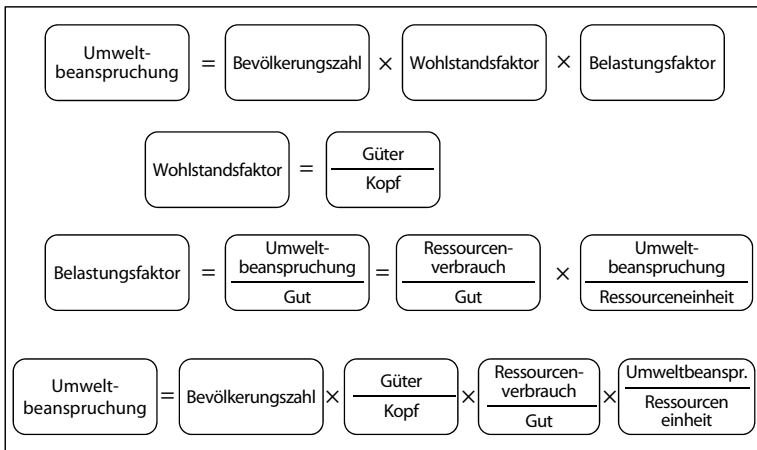 Umwelt-
beanspruchung = Bevölkerungszahl × Wohlstandsfaktor × Belastungsfaktor
Wohlstandsfaktor = Güter
Kopf
Belastungsfaktor = Umwelt-
beanspruchung
Gut
= Ressourcen-
verbrauch
Gut
× Umwelt-
beanspruchung
Ressourceneinheit
Umwelt-
beanspruchung = Bevölkerungszahl × Güter
Kopf
× Ressourcen-
verbrauch
Gut
× Umweltbeanspr.
Ressourcen
einheit